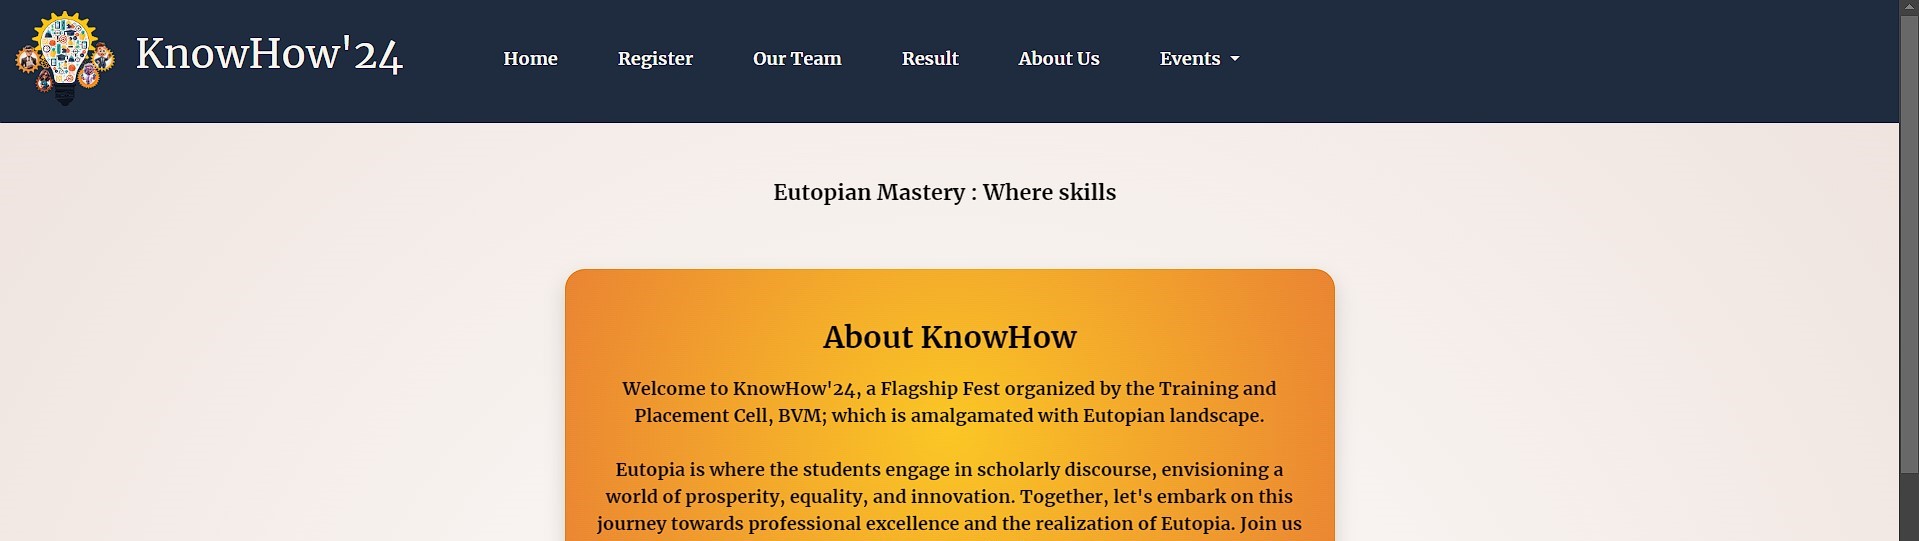 KnowHow'24
Home Register Our Team Result About Us Events
Eutopian Mastery : Where skills
About KnowHow
Welcome to KnowHow'24, a Flagship Fest organized by the Training and
Placement Cell, BVM; which is amalgamated with Eutopian landscape.
Eutopia is where the students engage in scholarly discourse, envisioning a
world of prosperity, equality, and innovation. Together, let's embark on this
journey towards professional excellence and the realization of Eutopia. Join us